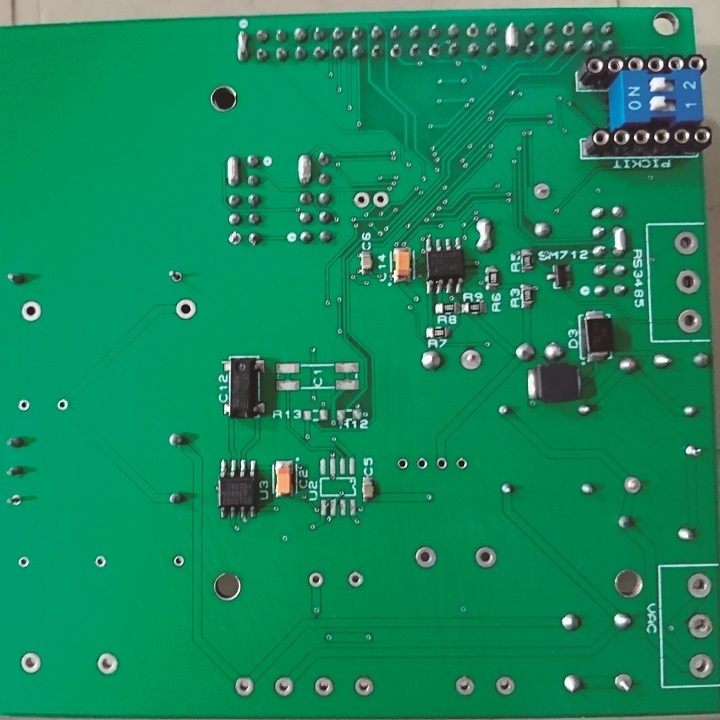 ON
1 2
PICKIT
C6
C14
SM712
RS3485
R5
R6
R3
R9
R8
R7
D3
C12
C1
R13
R12
U3
C2
U2
C5
VAC